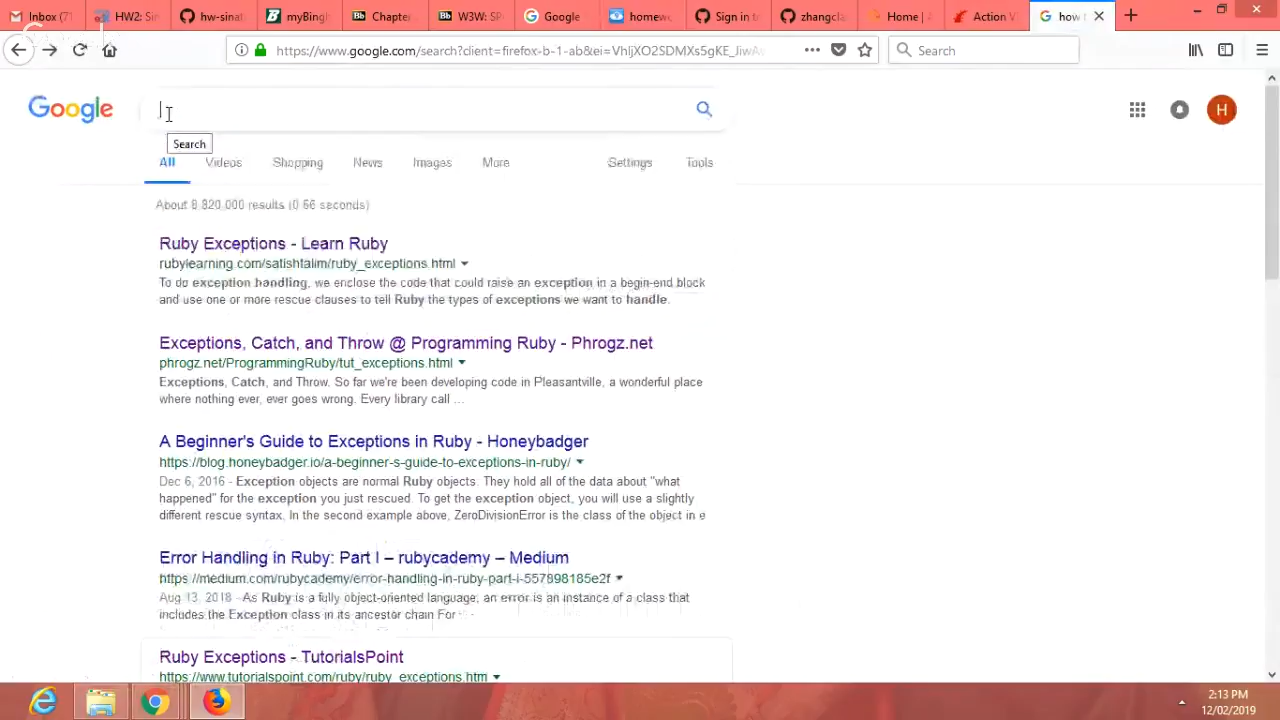 Inbox (7
HW2: Sin
hw-sinat
myBingh
Chapter
W3W: SP
Google
homew
Sign in t
zhangcla
Home |
Action V
how t
https://www.google.com/search?client=firefox-b-1-ab&ei=
Search
Google
Search
All Videos Shopping News Images More Settings Tools
H
About 8,820,000 results (0.56 seconds)
Ruby Exceptions - Learn Ruby
rubylearning.com/satishtalim/ruby_exceptions.html
To do exception handling, we enclose the code that could raise an exception in a begin-end block
and use one or more rescue clauses to tell Ruby the types of exceptions we want to handle.
Exceptions, Catch, and Throw @ Programming Ruby - Phrogz.net
phrogz.net/ProgrammingRuby/tut_exceptions.html
Exceptions, Catch, and Throw. So far we're been developing code in Pleasantville, a wonderful place
where nothing ever, ever goes wrong. Every library call ...
A Beginner's Guide to Exceptions in Ruby - Honeybadger
https://blog.honeybadger.io/a-beginner-s-guide-to-exceptions-in-ruby/
Dec 6, 2016 - Exception objects are normal Ruby objects. They hold all of the data about "what
happened" for the exception you just rescued. To get the exception object, you will use a slightly
different rescue syntax. In the second example above, ZeroDivisionError is the class of the object in e
Error Handling in Ruby: Part I – rubycademy – Medium
https://medium.com/rubycademy/error-handling-in-ruby-part-i-557898185e2f
Aug 13, 2018 - As Ruby is a fully object-oriented language, an error is an instance of a class that
includes the Exception class in its ancestor chain For
Ruby Exceptions - TutorialsPoint
https://www.tutorialspoint.com/ruby/ruby_exceptions.htm
2:13 PM
12/02/2019